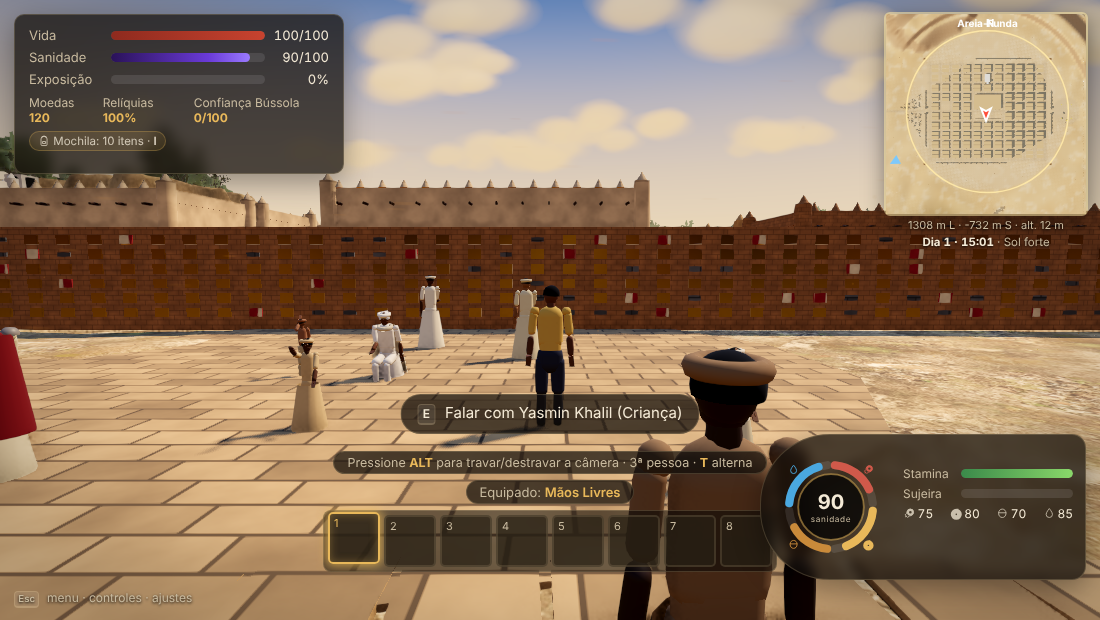 Vida 100/100
Sanidade 90/100
Exposição 0%
Moedas Relíquias Confiança Bússola
120 100% 0/100
Mochila: 10 itens · I
1308 m L · -732 m S · alt. 12 m
Dia 1 · 15:01 · Sol forte
E Falar com Yasmin Khalil (Criança)
Pressione ALT para travar/destravar a câmera · 3ª pessoa · T alterna
Equipado: Mãos Livres
1 2 3 4 5 6 7 8
90
sanidade
Stamina
Sujeira
75 80 70 85
Esc menu · controles · ajustes